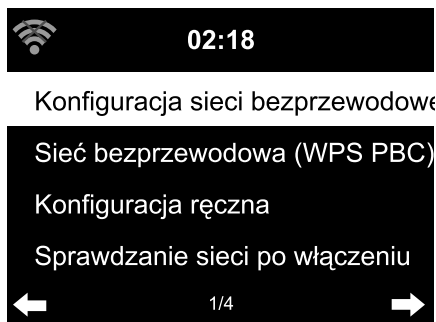 02:18
Konfiguracja sieci bezprzewodowe
Sieć bezprzewodowa (WPS PBC)
Konfiguracja ręczna
Sprawdzanie sieci po włączeniu
1/4